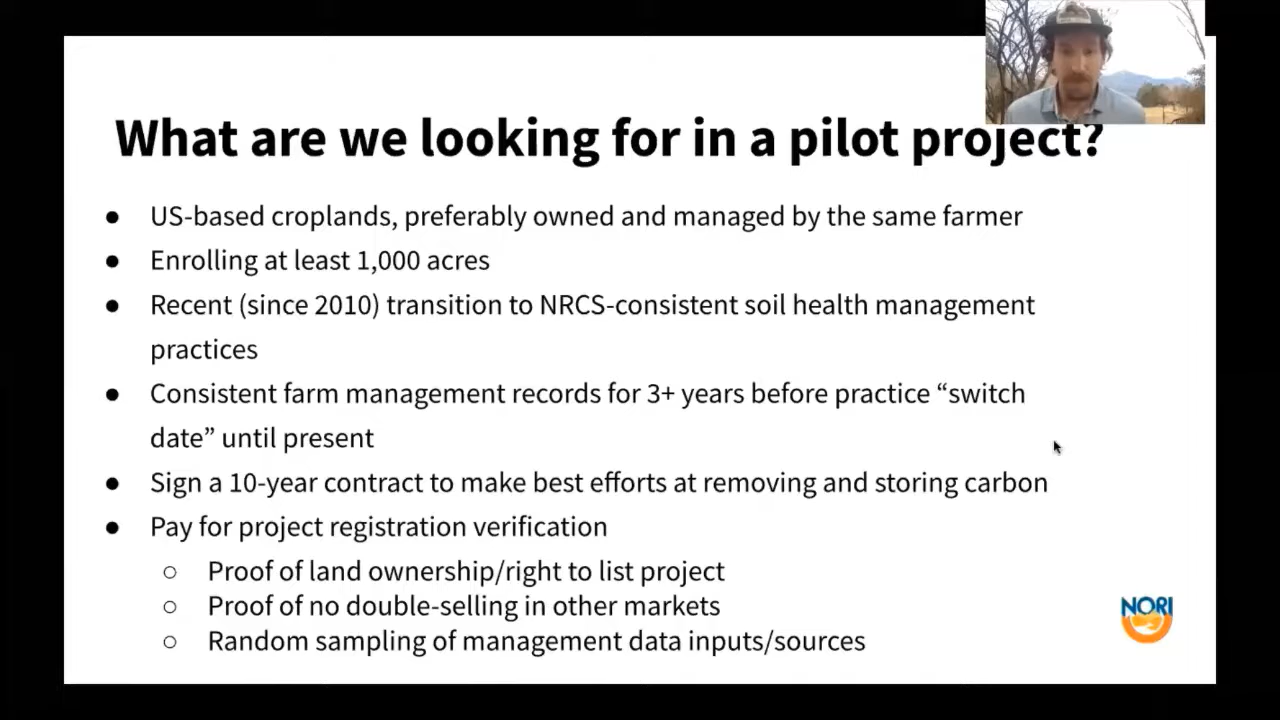 What are we looking for in a pilot project?
● US-based croplands, preferably owned and managed by the same farmer
● Enrolling at least 1,000 acres
● Recent (since 2010) transition to NRCS-consistent soil health management
practices
● Consistent farm management records for 3+ years before practice “switch
date” until present
● Sign a 10-year contract to make best efforts at removing and storing carbon
● Pay for project registration verification
○ Proof of land ownership/right to list project
○ Proof of no double-selling in other markets
○ Random sampling of management data inputs/sources
NORI